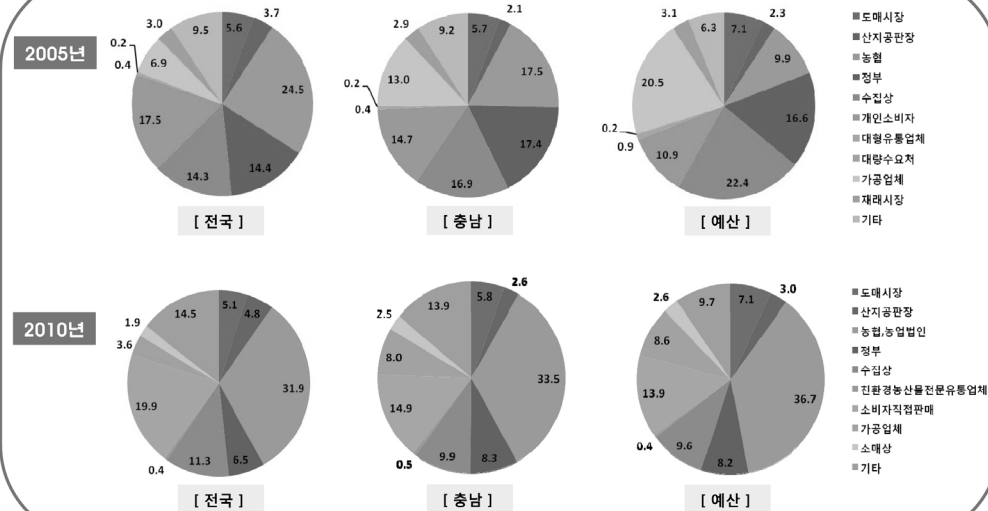 2005년
3.0
9.5
5.6
3.7
0.2
0.4
6.9
24.5
17.5
14.3
14.4
[ 전국 ]
2.9
9.2
5.7
2.1
0.2
0.4
13.0
17.5
14.7
16.9
17.4
[ 충남 ]
3.1
6.3
7.1
2.3
20.5
9.9
0.2
0.9
16.6
10.9
22.4
[ 예산 ]
도매시장
산지공판장
농협
정부
수집상
개인소비자
대형유통업체
대량수요처
가공업체
재래시장
기타
2010년
14.5
5.1
4.8
1.9
3.6
31.9
19.9
0.4
11.3
6.5
[ 전국 ]
13.9
5.8
2.6
2.5
8.0
33.5
14.9
0.5
9.9
8.3
[ 충남 ]
2.6
9.7
7.1
3.0
8.6
36.7
13.9
0.4
9.6
8.2
[ 예산 ]
도매시장
산지공판장
농협,농업법인
정부
수집상
친환경농산물전문유통업체
소비자직접판매
가공업체
소매상
기타